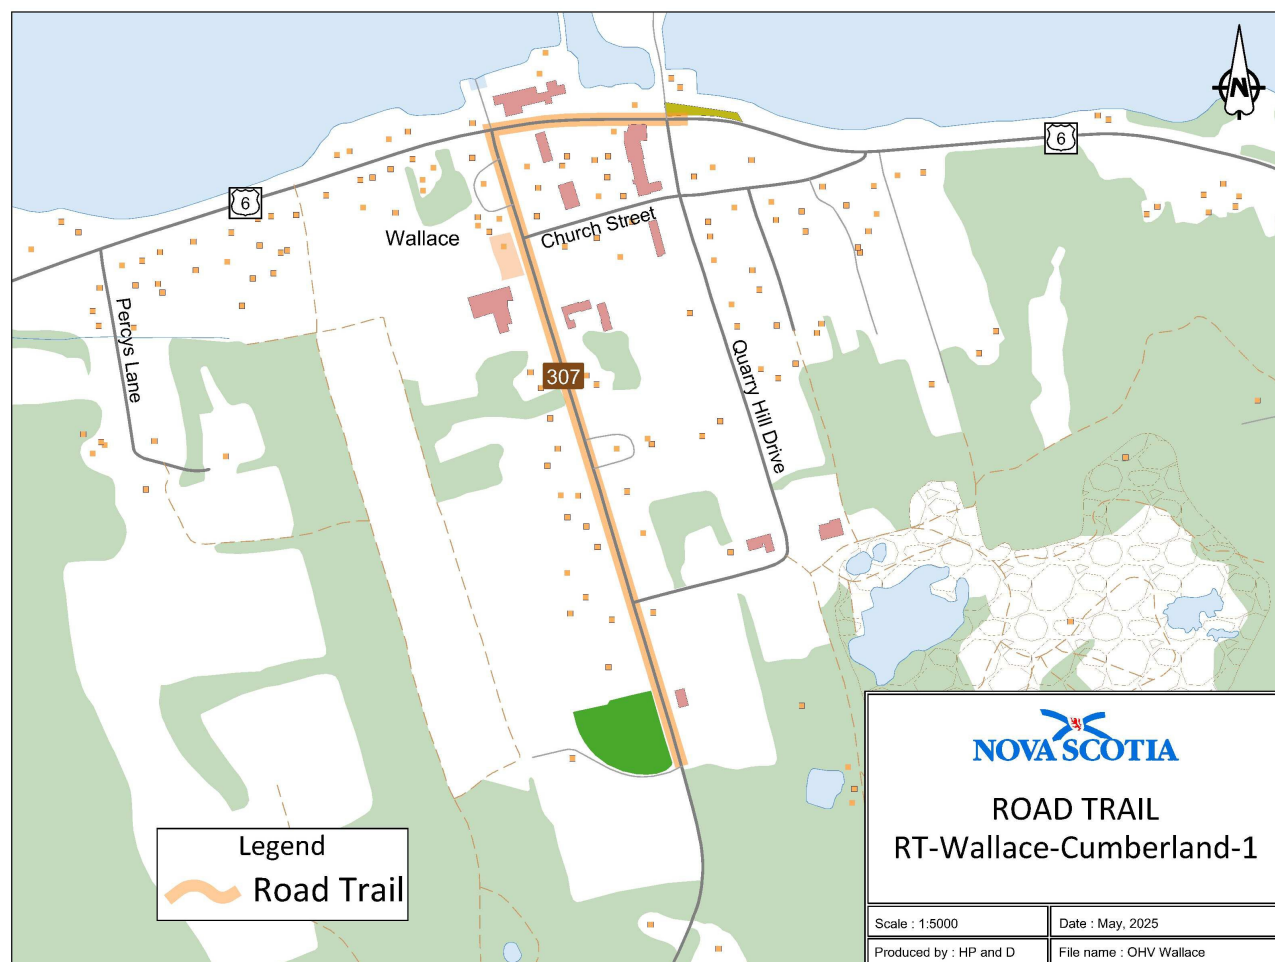 N
6
6
Wallace
Church Street
Percys Lane
307
Quarry Hill Drive
Legend
Road Trail
NOVA SCOTIA
ROAD TRAIL
RT-Wallace-Cumberland-1
Scale : 1:5000
Date : May, 2025
Produced by : HP and D
File name : OHV Wallace